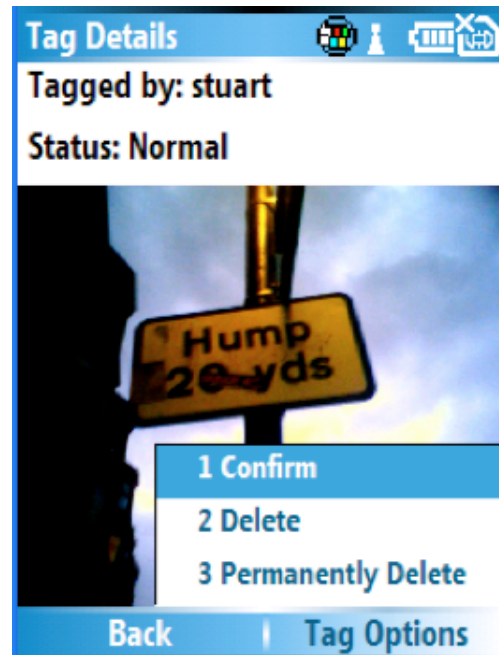 Tag Details
Tagged by: stuart
Status: Normal
Hump
20 yds
1 Confirm
2 Delete
3 Permanently Delete
Back
Tag Options